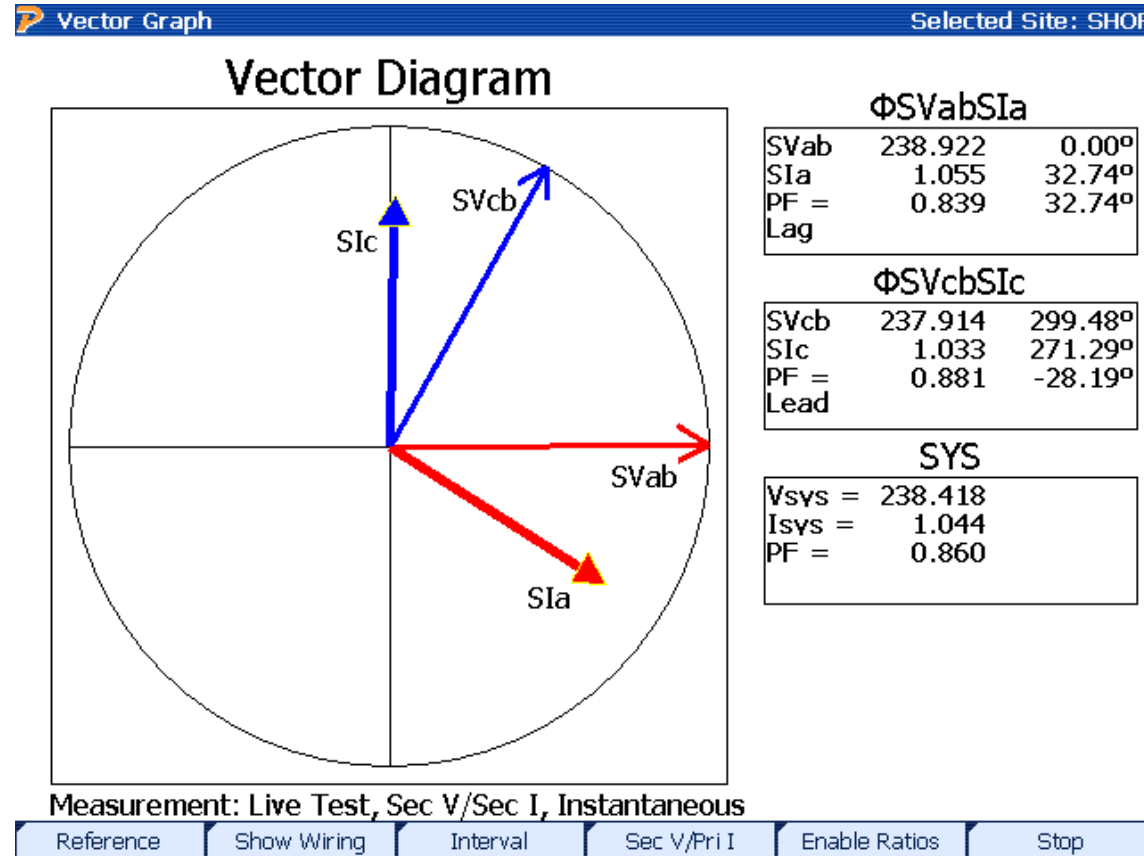 Vector Graph
Selected Site: SHOP
Vector Diagram
SVcb
SIc
SVab
SIa
ΦSVabSIa
SVab 238.922 0.00º
SIa 1.055 32.74º
PF = 0.839 32.74º
Lag
ΦSVcbSIc
SVcb 237.914 299.48º
SIc 1.033 271.29º
PF = 0.881 -28.19º
Lead
SYS
Vsys = 238.418
Isys = 1.044
PF = 0.860
Measurement: Live Test, Sec V/Sec I, Instantaneous
Reference Show Wiring Interval Sec V/Pri I Enable Ratios Stop